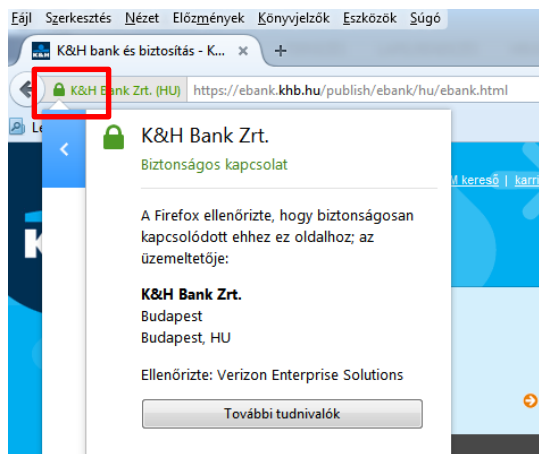 Fájl Szerkesztés Nézet Előzmények Könyvjelzők Eszközök Súgó
K&H bank és biztosítás - K... × +
K&H Bank Zrt. (HU) https://ebank.khb.hu/publish/ebank/hu/ebank.html
K&H Bank Zrt.
Biztonságos kapcsolat
kereső | karri
A Firefox ellenőrizte, hogy biztonságosan
kapcsolódott ehhez ez oldalhoz; az
üzemeltetője:
K&H Bank Zrt.
Budapest
Budapest, HU
Ellenőrizte: Verizon Enterprise Solutions
További tudnivalók